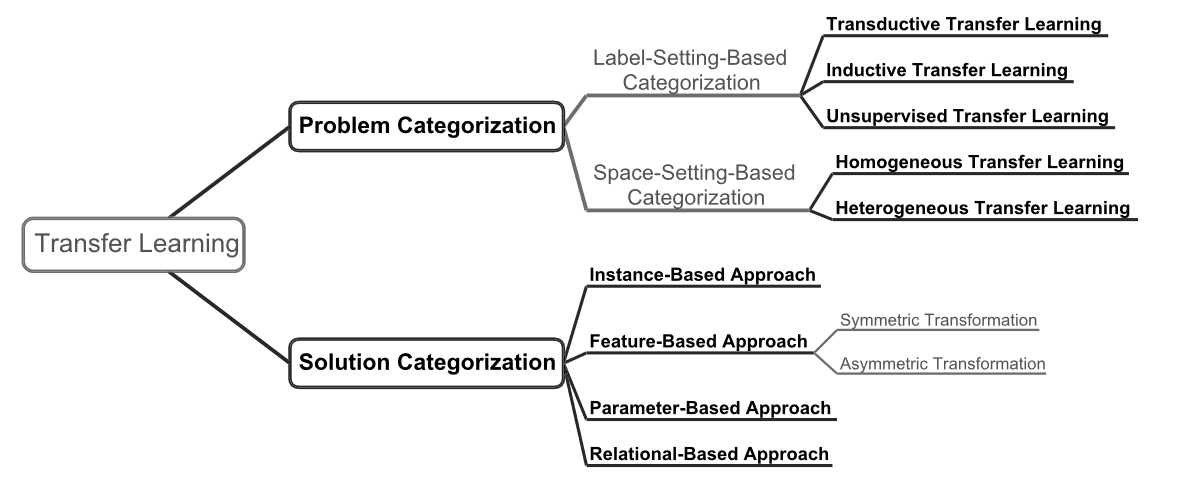 Transfer Learning
Problem Categorization
Label-Setting-Based
Categorization
Transductive Transfer Learning
Inductive Transfer Learning
Unsupervised Transfer Learning
Space-Setting-Based
Categorization
Homogeneous Transfer Learning
Heterogeneous Transfer Learning
Solution Categorization
Instance-Based Approach
Feature-Based Approach
Symmetric Transformation
Asymmetric Transformation
Parameter-Based Approach
Relational-Based Approach